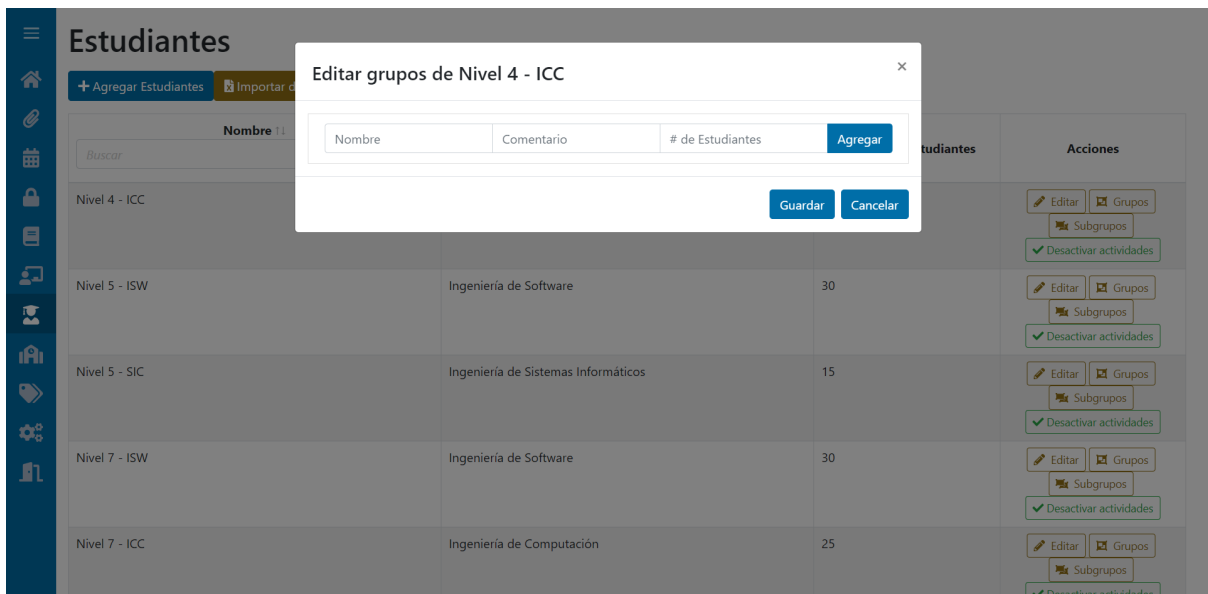 Estudiantes
Editar grupos de Nivel 4 - ICC ×
Agregar Estudiantes Importar d
Nombre Comentario # de Estudiantes Agregar
Guardar Cancelar
Nombre tudiantes Acciones
Buscar
Nivel 4 - ICC Editar Grupos
Subgrupos
Desactivar actividades
Nivel 5 - ISW Ingeniería de Software 30 Editar Grupos
Subgrupos
Desactivar actividades
Nivel 5 - SIC Ingeniería de Sistemas Informáticos 15 Editar Grupos
Subgrupos
Desactivar actividades
Nivel 7 - ISW Ingeniería de Software 30 Editar Grupos
Subgrupos
Desactivar actividades
Nivel 7 - ICC Ingeniería de Computación 25 Editar Grupos
Subgrupos
Desactivar actividades